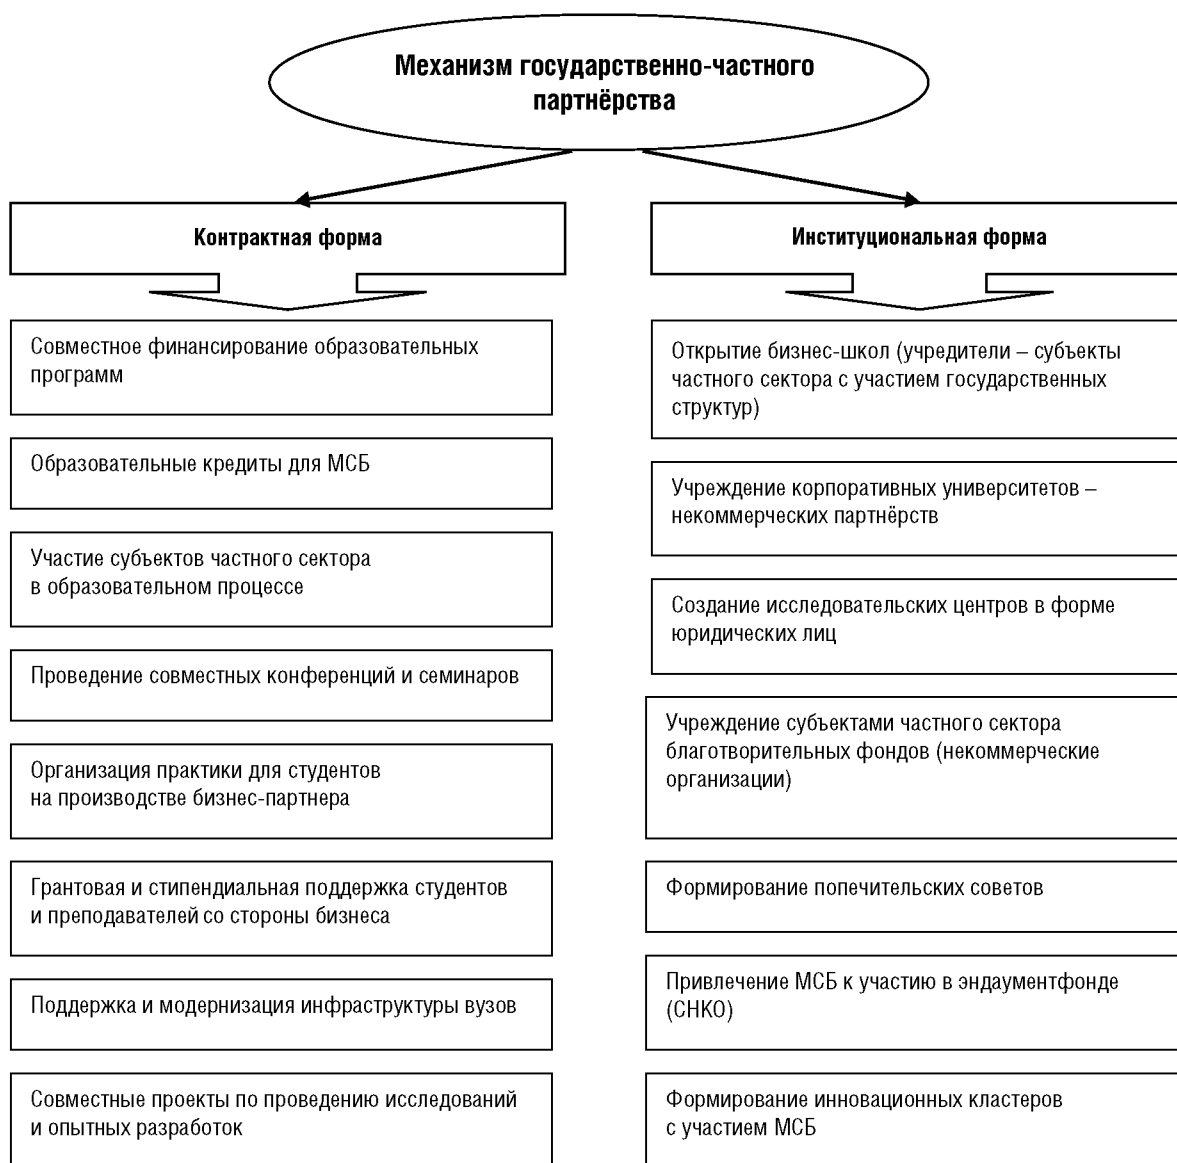 Механизм государственно-частного
партнёрства
Контрактная форма
Совместное финансирование образовательных
программ
Образовательные кредиты для МСБ
Участие субъектов частного сектора
в образовательном процессе
Проведение совместных конференций и семинаров
Организация практики для студентов
на производстве бизнес-партнера
Грантовая и стипендиальная поддержка студентов
и преподавателей со стороны бизнеса
Поддержка и модернизация инфраструктуры вузов
Совместные проекты по проведению исследований
и опытных разработок
Институциональная форма
Открытие бизнес-школ (учредители – субъекты
частного сектора с участием государственных
структур)
Учреждение корпоративных университетов –
некоммерческих партнёрств
Создание исследовательских центров в форме
юридических лиц
Учреждение субъектами частного сектора
благотворительных фондов (некоммерческие
организации)
Формирование попечительских советов
Привлечение МСБ к участию в эндаументфонде
(СНКО)
Формирование инновационных кластеров
с участием МСБ